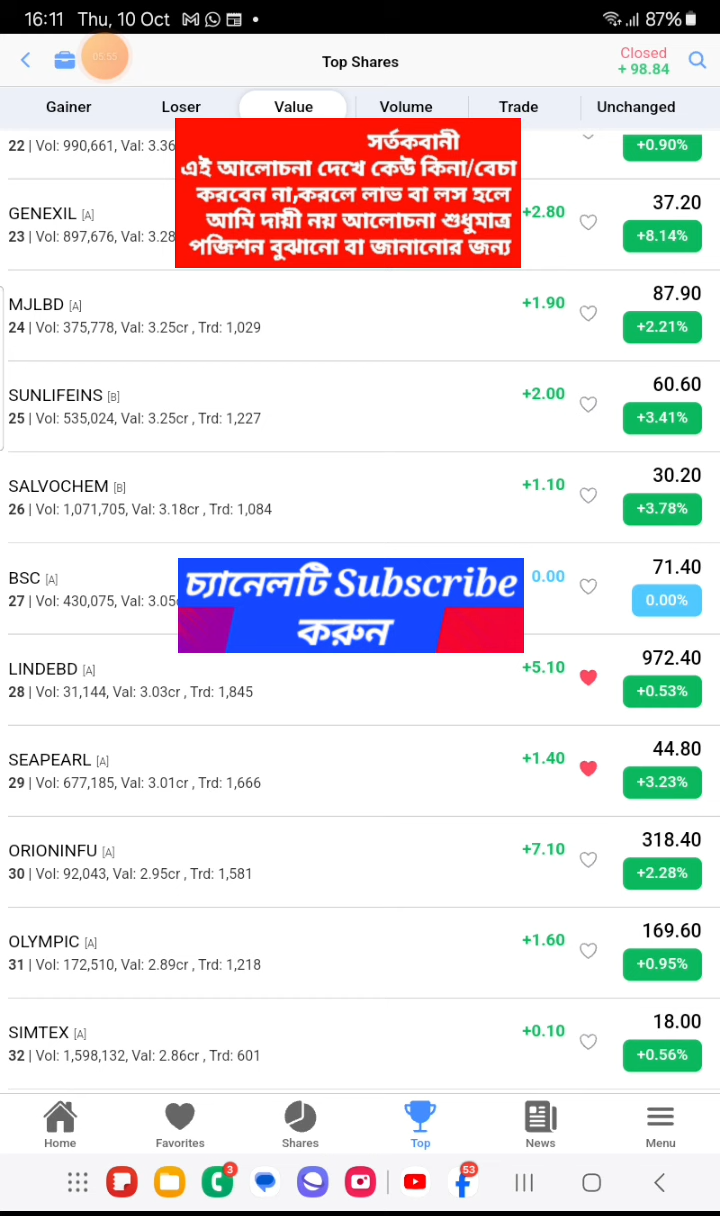 16:11 Thu, 10 Oct 87%
05:55 Top Shares Closed
+ 98.84
Gainer Loser Value Volume Trade Unchanged
22 | Vol: 990,661, Val: 3.36 +0.90%
সর্তকবানী
এই আলোচনা দেখে কেউ কিনা/বেচা
করবেন না,করলে লাভ বা লস হলে
আমি দায়ী নয় আলোচনা শুধুমাত্র
পজিশন বুঝানো বা জানানোর জন্য
GENEXIL [A] +2.80 37.20
23 | Vol: 897,676, Val: 3.28 +8.14%
MJLBD [A] +1.90 87.90
24 | Vol: 375,778, Val: 3.25cr , Trd: 1,029 +2.21%
SUNLIFEINS [B] +2.00 60.60
25 | Vol: 535,024, Val: 3.25cr , Trd: 1,227 +3.41%
SALVOCHEM [B] +1.10 30.20
26 | Vol: 1,071,705, Val: 3.18cr , Trd: 1,084 +3.78%
BSC [A] 0.00 71.40
27 | Vol: 430,075, Val: 3.05 0.00%
চ্যানেলটি Subscribe
করুন
LINDEBD [A] +5.10 972.40
28 | Vol: 31,144, Val: 3.03cr , Trd: 1,845 +0.53%
SEAPEARL [A] +1.40 44.80
29 | Vol: 677,185, Val: 3.01cr , Trd: 1,666 +3.23%
ORIONINFU [A] +7.10 318.40
30 | Vol: 92,043, Val: 2.95cr , Trd: 1,581 +2.28%
OLYMPIC [A] +1.60 169.60
31 | Vol: 172,510, Val: 2.89cr , Trd: 1,218 +0.95%
SIMTEX [A] +0.10 18.00
32 | Vol: 1,598,132, Val: 2.86cr , Trd: 601 +0.56%
Home Favorites Shares Top News Menu
3 53